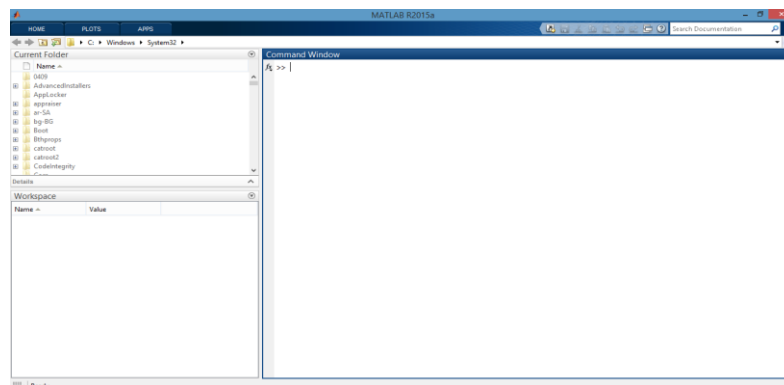 MATLAB R2015a
HOME PLOTS APPS
Search Documentation
C: Windows System32
Current Folder
Name
0409
AdvancedInstallers
AppLocker
appraiser
ar-SA
bg-BG
Boot
Bthprops
catroot
catroot2
CodeIntegrity
Details
Workspace
Name Value
Command Window
fx >>